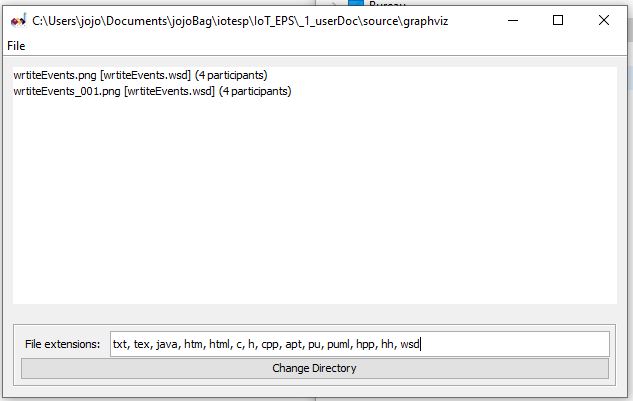 Bureau
C:\Users\jojo\Documents\jojoBag\iotesp\IoT_EPS\_1_userDoc\source\graphviz
File
wrtiteEvents.png [wrtiteEvents.wsd] (4 participants)
wrtiteEvents_001.png [wrtiteEvents.wsd] (4 participants)
File extensions: txt, tex, java, htm, html, c, h, cpp, apt, pu, puml, hpp, hh, wsd
Change Directory